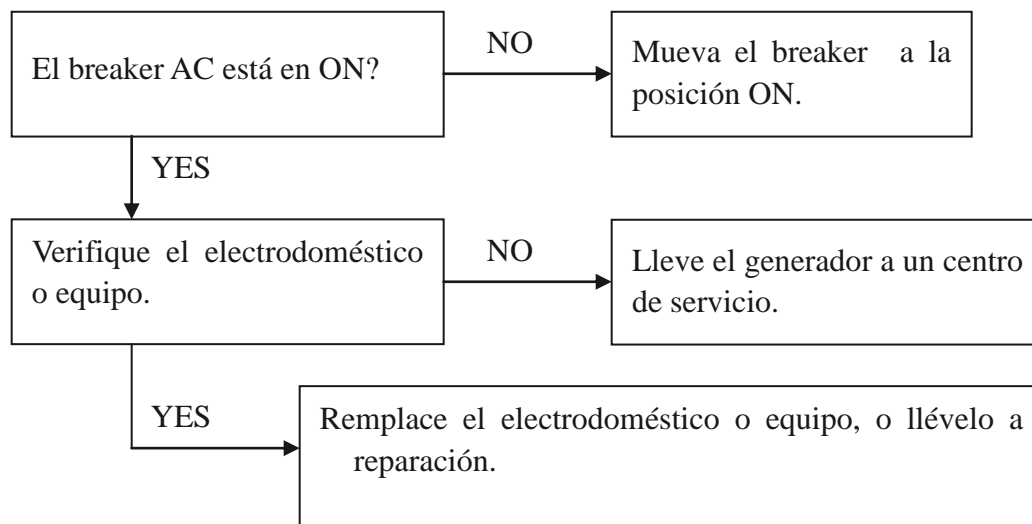 El breaker AC está en ON?
NO
Mueva el breaker a la
posición ON.
YES
Verifique el electrodoméstico
o equipo.
NO
Lleve el generador a un centro
de servicio.
YES
Remplace el electrodoméstico o equipo, o llévelo a
reparación.